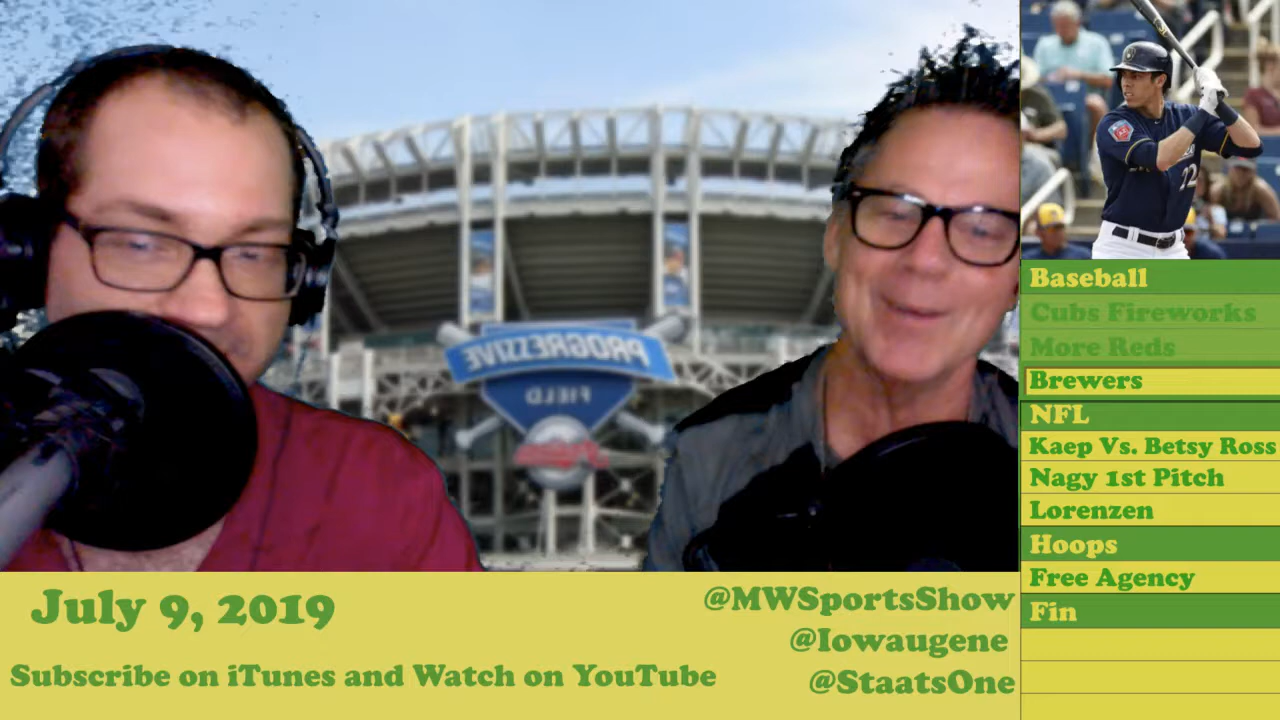 PROGRESSIVE
FIELD
22
Baseball
Cubs Fireworks
More Reds
Brewers
NFL
Kaep Vs. Betsy Ross
Nagy 1st Pitch
Lorenzen
Hoops
Free Agency
Fin
July 9, 2019
@MWSportsShow
@Iowaugene
Subscribe on iTunes and Watch on YouTube
@StaatsOne